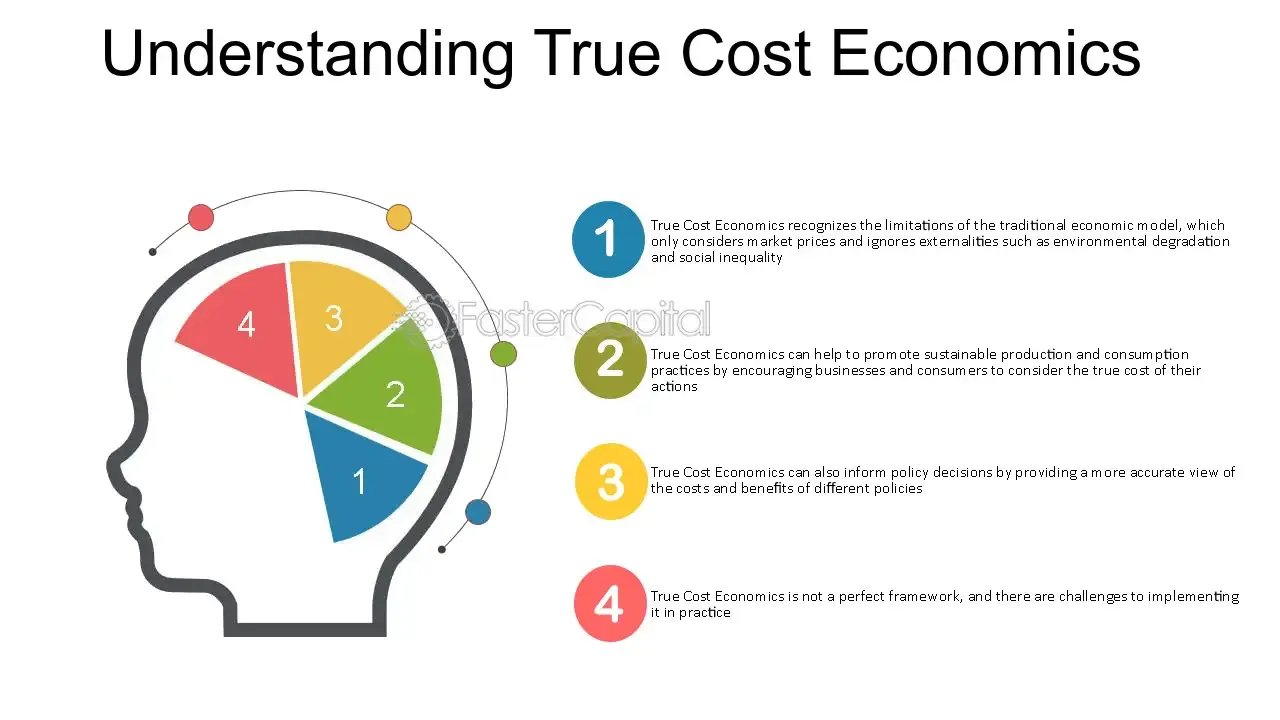 Understanding True Cost Economics
4
3
2
1
FasterCapital
1
True Cost Economics recognizes the limitations of the traditional economic model, which
only considers market prices and ignores externalities such as environmental degradation
and social inequality
2
True Cost Economics can help to promote sustainable production and consumption
practices by encouraging businesses and consumers to consider the true cost of their
actions
3
True Cost Economics can also inform policy decisions by providing a more accurate view of
the costs and benefits of different policies
4
True Cost Economics is not a perfect framework, and there are challenges to implementing
it in practice